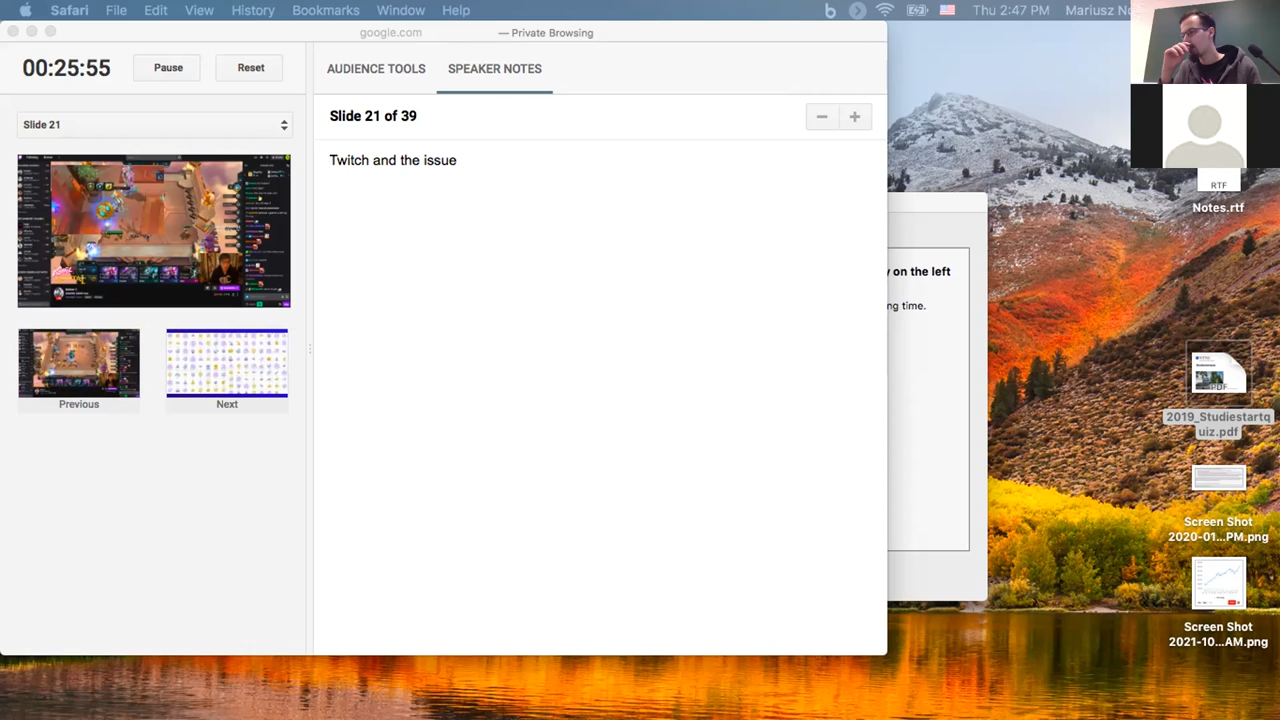 Safari File Edit View History Bookmarks Window Help
Thu 2:47 PM Mariusz
google.com — Private Browsing
00:25:55
Pause
Reset
AUDIENCE TOOLS
SPEAKER NOTES
Slide 21
Slide 21 of 39
Twitch and the issue
Previous
Next
on the left
ng time.
RTF
Notes.rtf
PDF
2019_Studiestartq
uiz.pdf
Screen Shot
2020-01...PM.png
Screen Shot
2021-10...AM.png